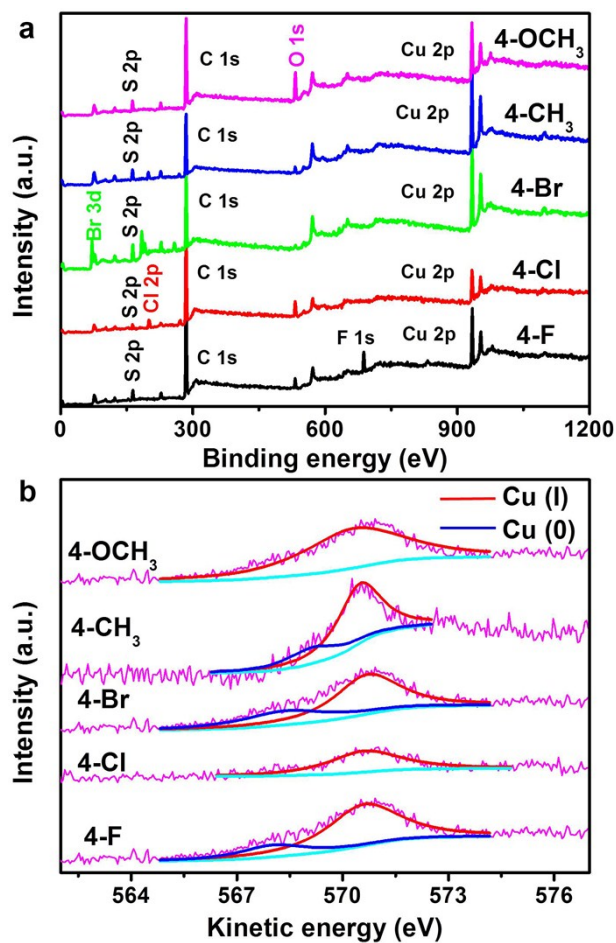 a
Intensity (a.u.)
S 2p
C 1s
O 1s
Cu 2p
4-OCH₃
S 2p
C 1s
Cu 2p
4-CH₃
Br 3d
S 2p
C 1s
Cu 2p
4-Br
S 2p
Cl 2p
C 1s
Cu 2p
4-Cl
S 2p
C 1s
F 1s
Cu 2p
4-F
0 300 600 900 1200
Binding energy (eV)
b
Intensity (a.u.)
Cu (I)
Cu (0)
4-OCH₃
4-CH₃
4-Br
4-Cl
4-F
564 567 570 573 576
Kinetic energy (eV)